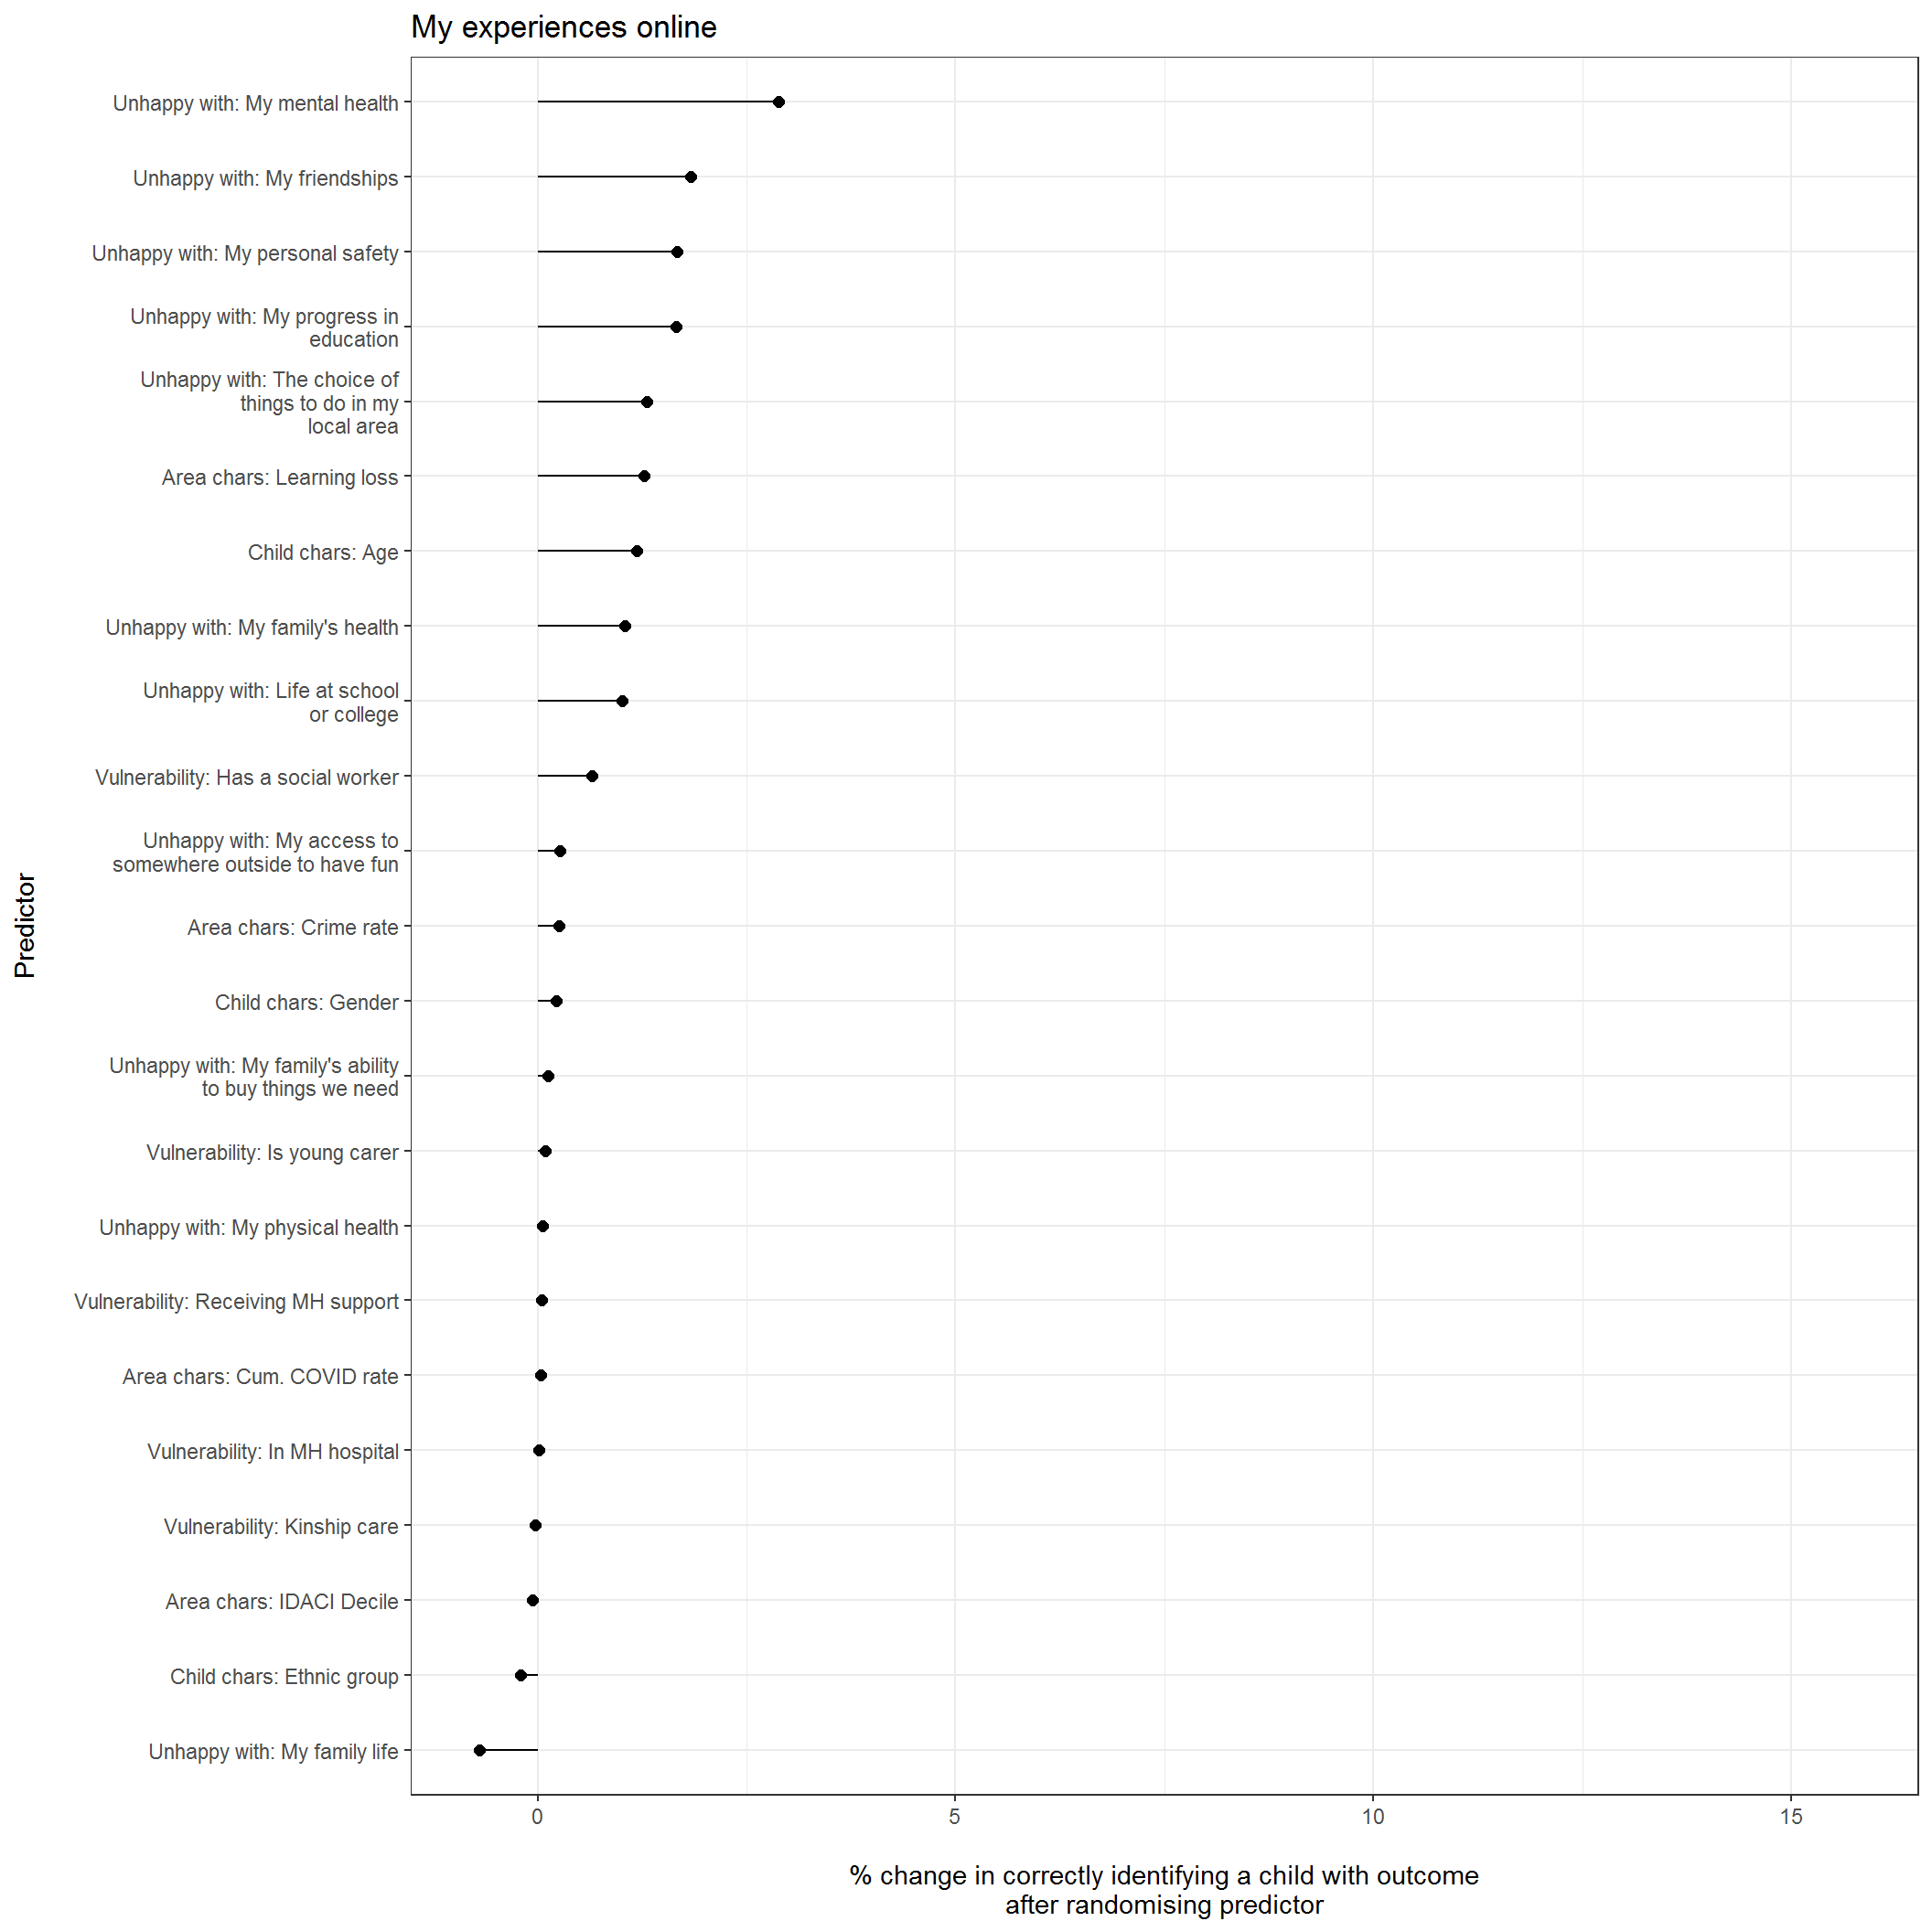 My experiences online
Unhappy with: My mental health
Unhappy with: My friendships
Unhappy with: My personal safety
Unhappy with: My progress in
education
Unhappy with: The choice of
things to do in my
local area
Area chars: Learning loss
Child chars: Age
Unhappy with: My family's health
Unhappy with: Life at school
or college
Vulnerability: Has a social worker
Unhappy with: My access to
somewhere outside to have fun
Area chars: Crime rate
Child chars: Gender
Unhappy with: My family's ability
to buy things we need
Vulnerability: Is young carer
Unhappy with: My physical health
Vulnerability: Receiving MH support
Area chars: Cum. COVID rate
Vulnerability: In MH hospital
Vulnerability: Kinship care
Area chars: IDACI Decile
Child chars: Ethnic group
Unhappy with: My family life
Predictor
0 5 10 15
% change in correctly identifying a child with outcome
after randomising predictor